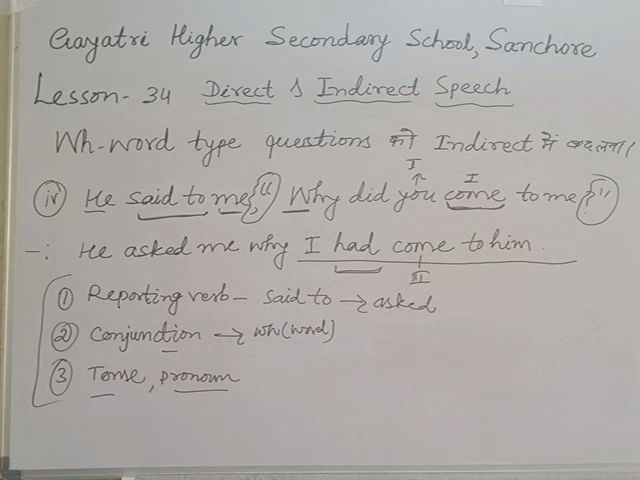 Gayatri Higher Secondary School, Sanchore
Lesson- 34 Direct & Indirect Speech
Wh-word type questions को Indirect में बदलना।
I I
(iv) He said to me, "Why did you come to me?"
-: He asked me why I had come to him.
III
(1) Reporting verb - said to → asked
(2) Conjunction → wh(word)
(3) Tense, pronoun